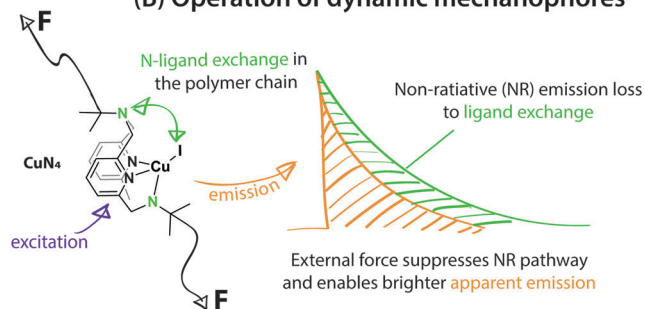 (B) Operation of dynamic mechanophores
F
N-ligand exchange in
the polymer chain
Non-ratiative (NR) emission loss
to ligand exchange
N
I
CuN₄
N
Cu
N
N
emission
excitation
External force suppresses NR pathway
and enables brighter apparent emission
F